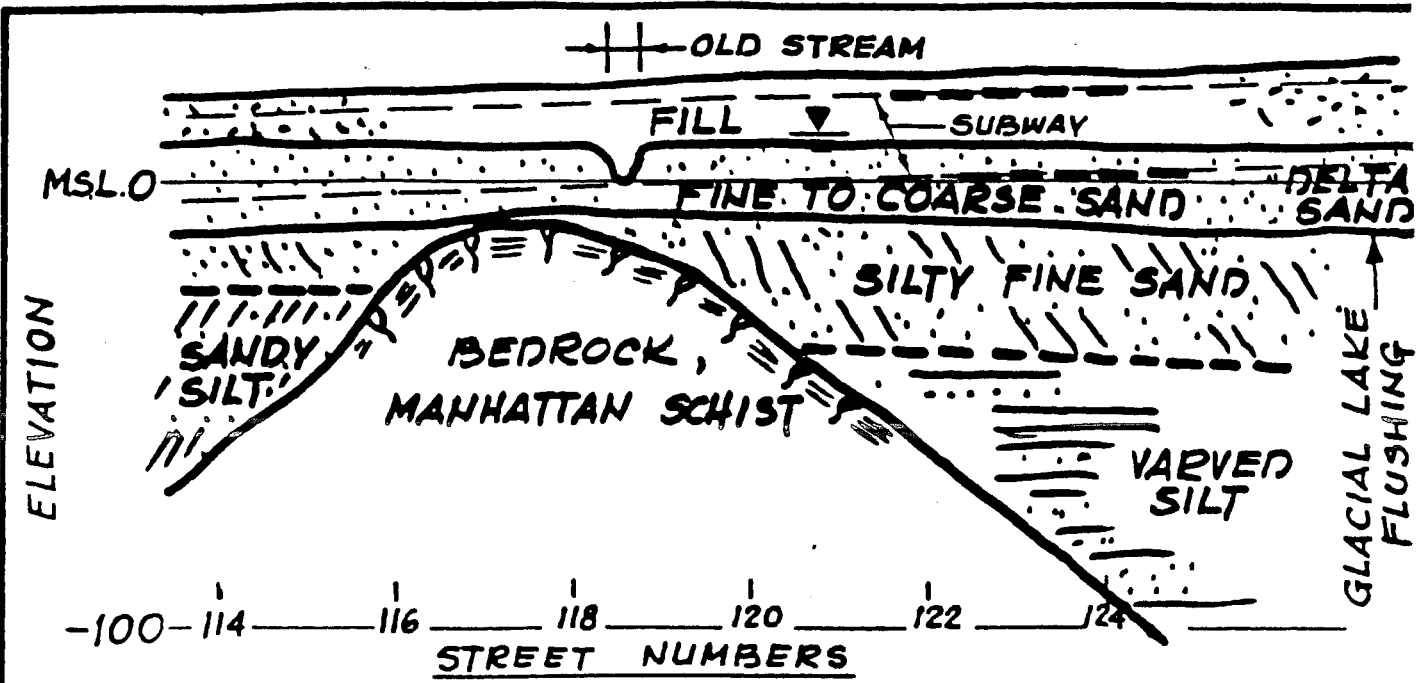 OLD STREAM
FILL
SUBWAY
M.S.L. 0
FINE TO COARSE SAND
DELTA
SAND
SILTY FINE SAND
SANDY
SILT
BEDROCK,
MANHATTAN SCHIST
VARVED
SILT
ELEVATION
GLACIAL LAKE
FLUSHING
-100 114 116 118 120 122 124
STREET NUMBERS